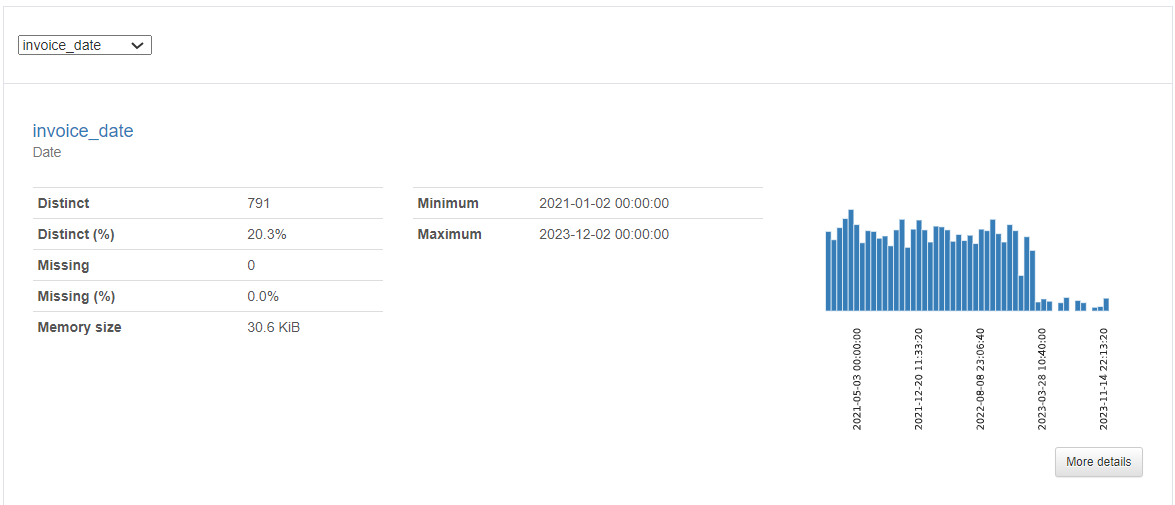 invoice_date
invoice_date
Date
Distinct 791
Distinct (%) 20.3%
Missing 0
Missing (%) 0.0%
Memory size 30.6 KiB
Minimum 2021-01-02 00:00:00
Maximum 2023-12-02 00:00:00
2021-05-03 00:00:00
2021-12-20 11:33:20
2022-08-08 23:06:40
2023-03-28 10:40:00
2023-11-14 22:13:20
More details